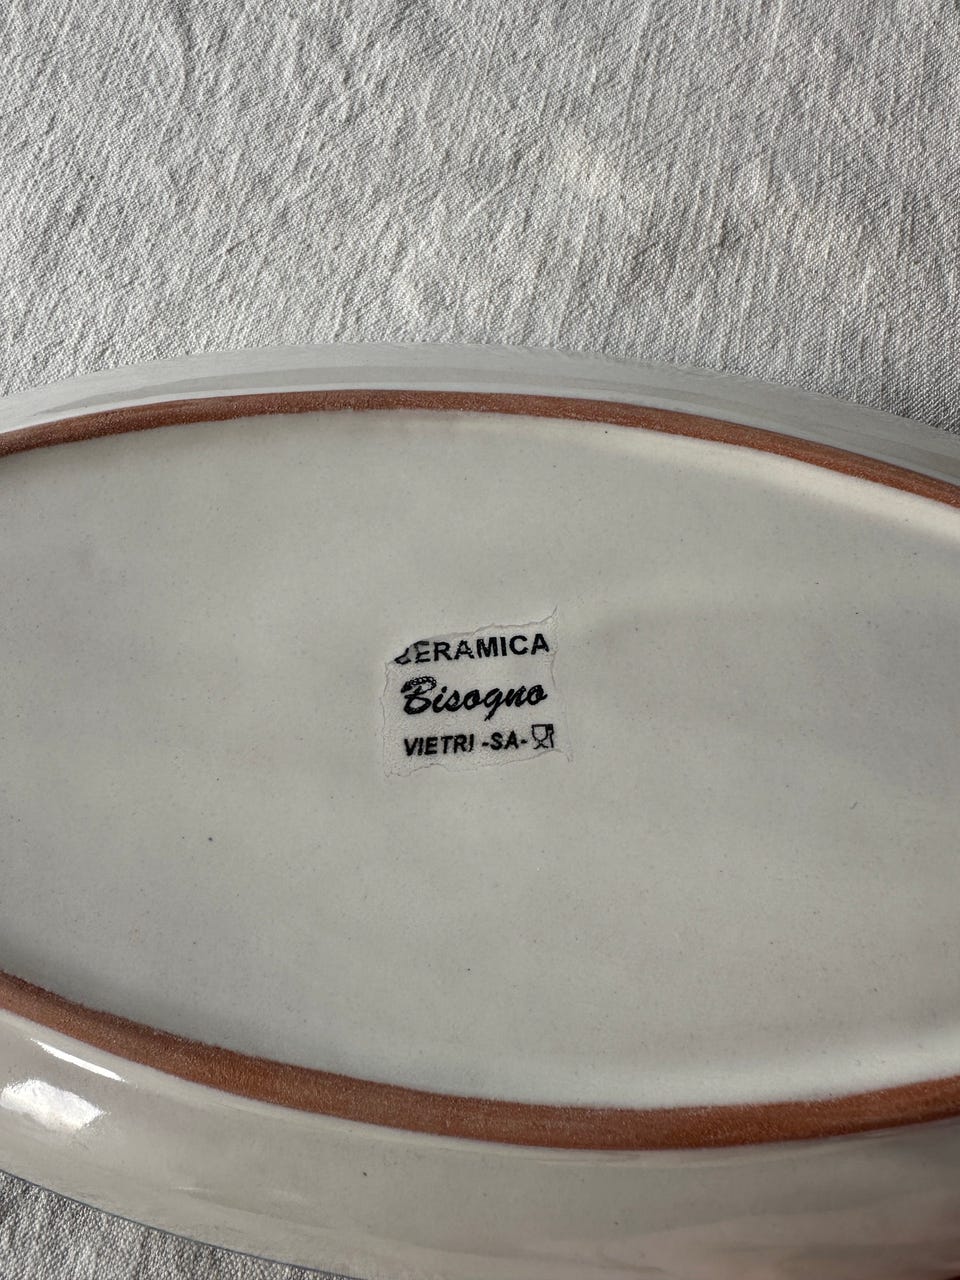 CERAMICA
Bisogno
VIETRI -SA-